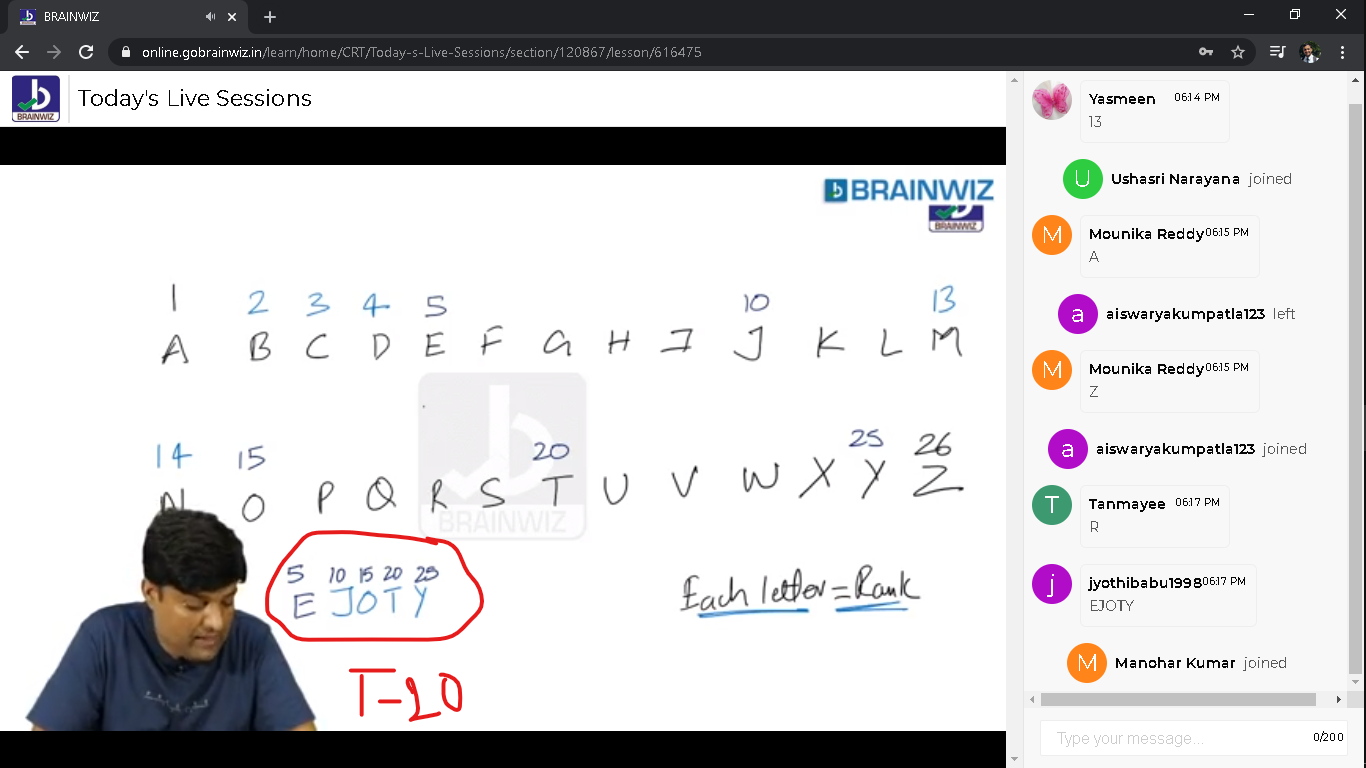 BRAINWIZ
online.gobrainwiz.in/learn/home/CRT/Today-s-Live-Sessions/section/120867/lesson/616475
BRAINWIZ
Today's Live Sessions
BRAINWIZ
BRAINWIZ
1 2 3 4 5 10 13
A B C D E F G H I J K L M
14 15 20 25 26
N O P Q R S T U V W X Y Z
BRAINWIZ
5 10 15 20 25
E J O T Y
Each letter = Rank
T-20
Yasmeen 06:14 PM
13
U Ushasri Narayana joined
M Mounika Reddy 06:15 PM
A
a aiswaryakumpatla123 left
M Mounika Reddy 06:15 PM
Z
a aiswaryakumpatla123 joined
T Tanmayee 06:17 PM
R
j jyothibabu1998 06:17 PM
EJOTY
M Manohar Kumar joined
Type your message... 0/200